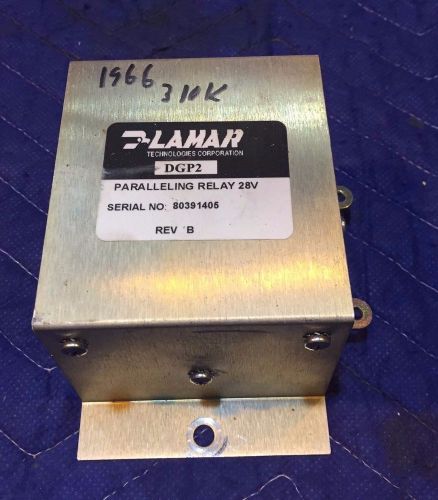 1966
310K
LAMAR
TECHNOLOGIES CORPORATION
DGP2
PARALLELING RELAY 28V
SERIAL NO: 80391405
REV B